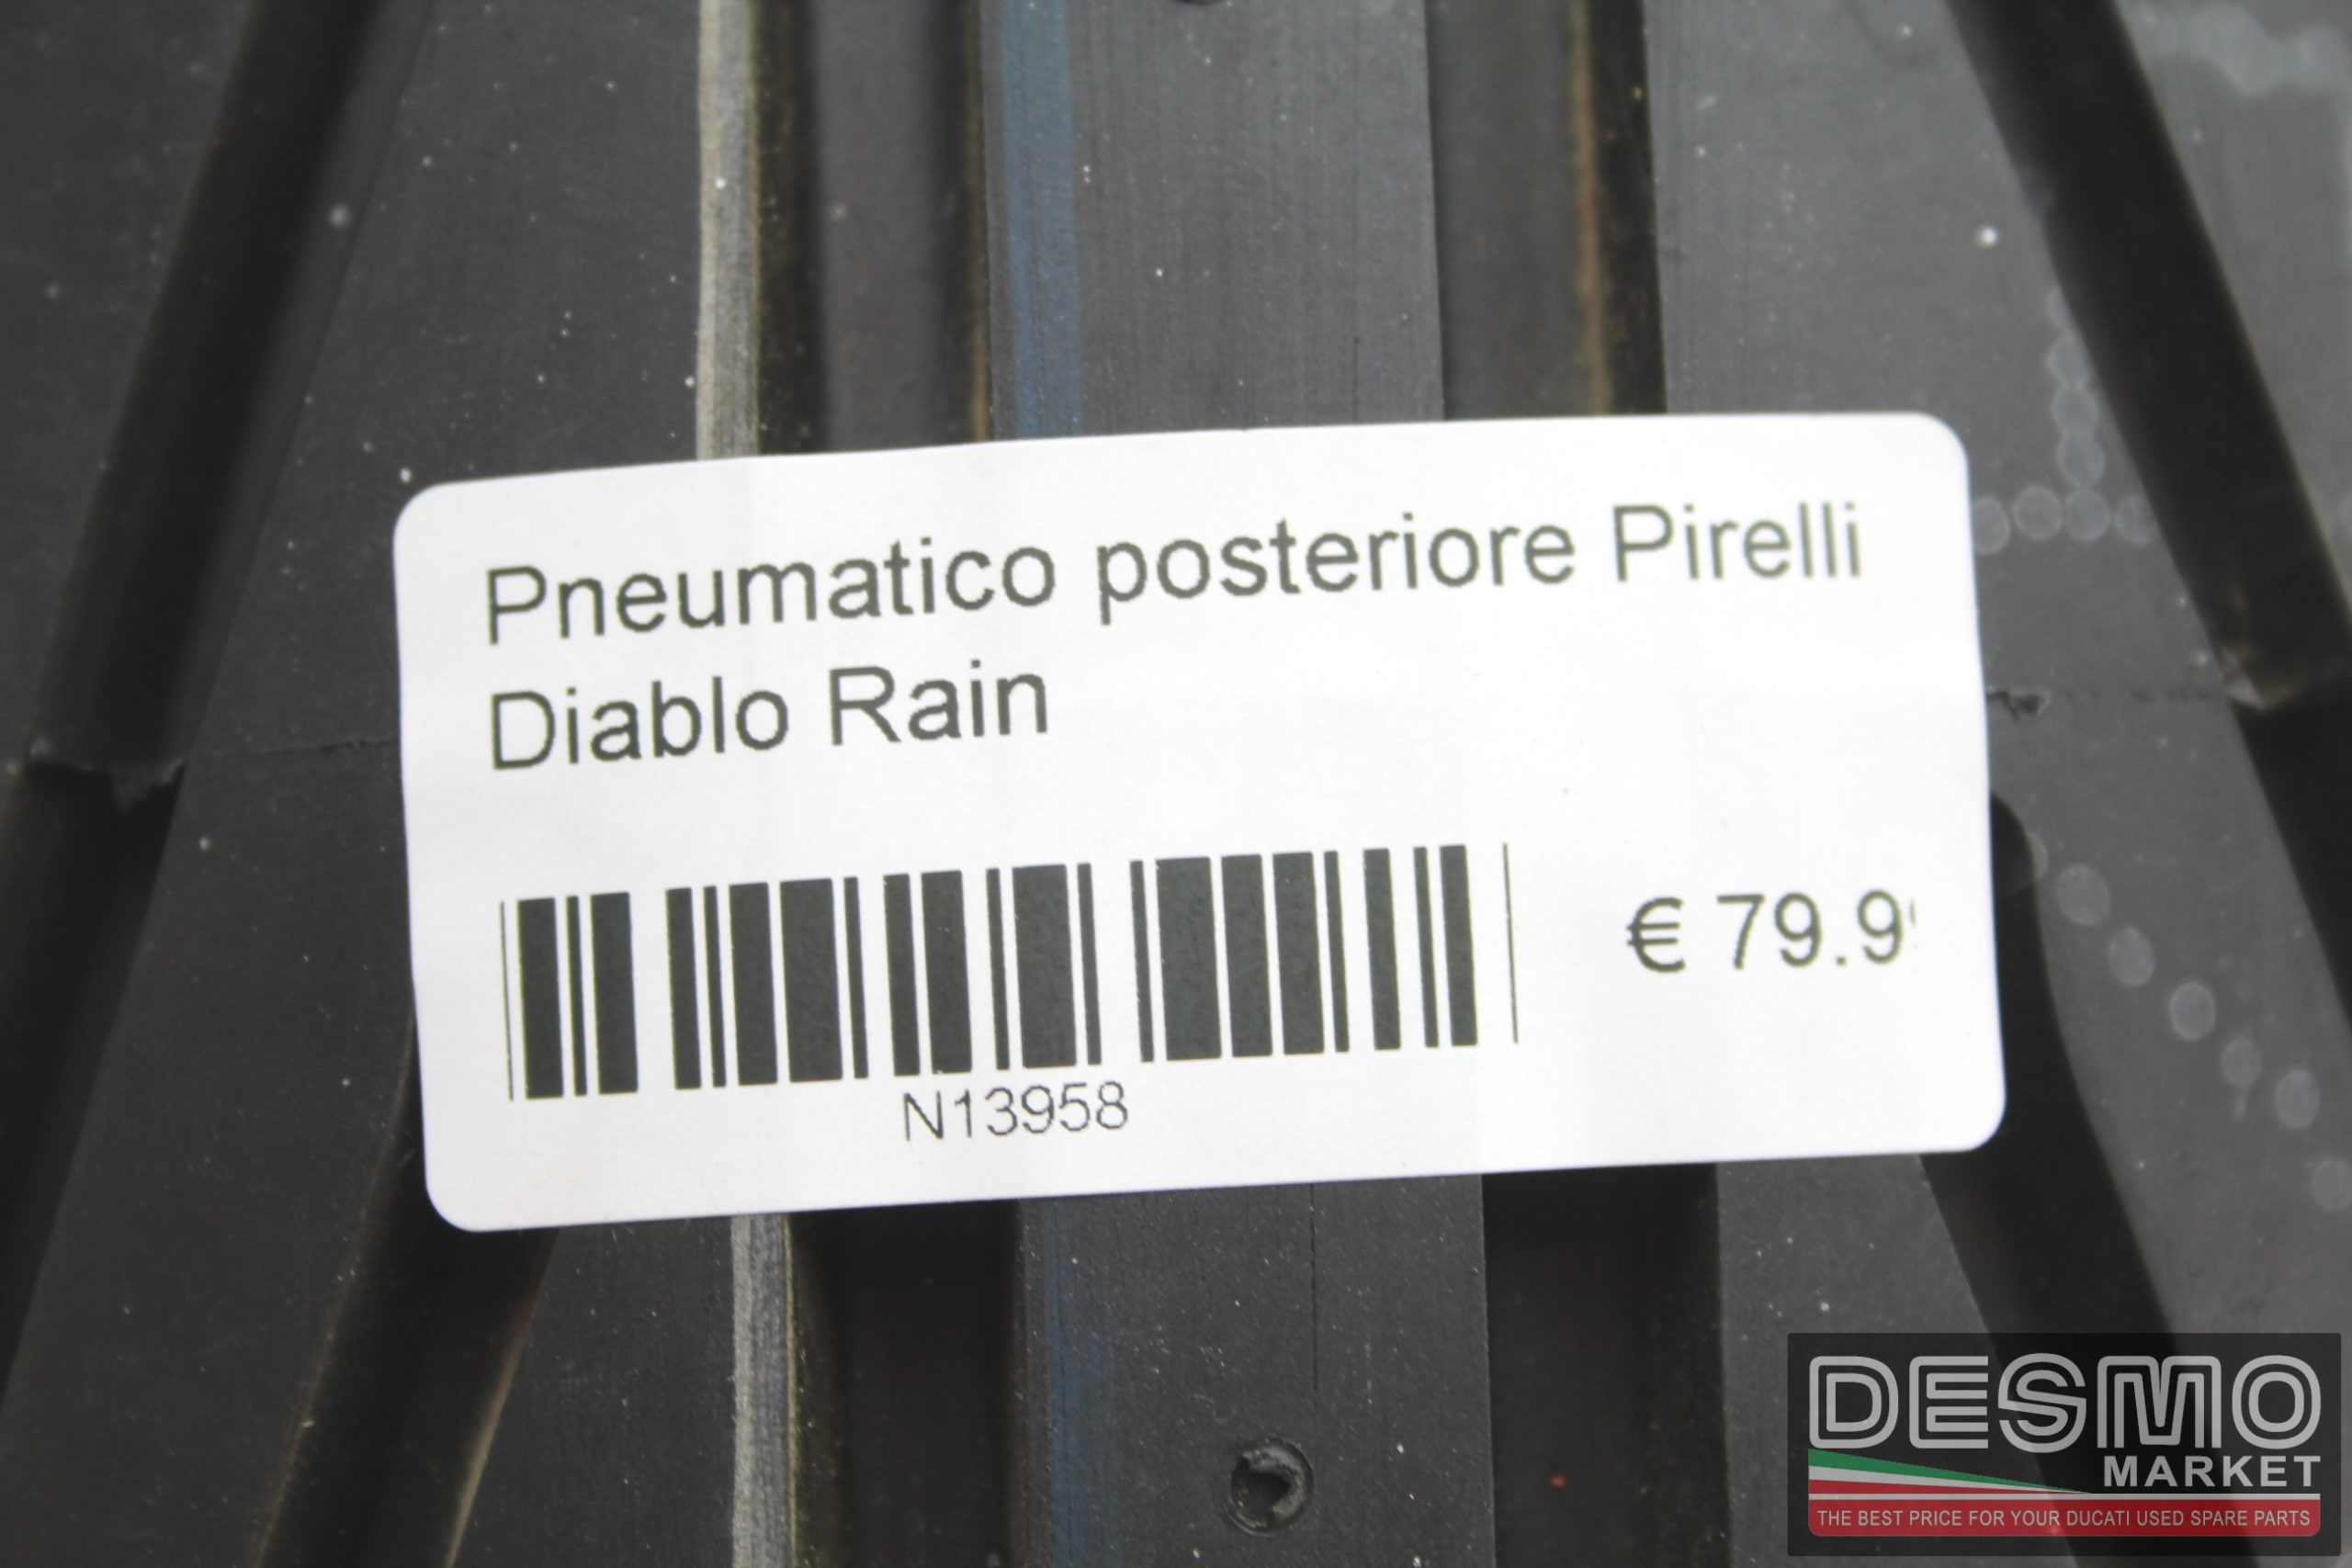 Pneumatico posteriore Pirelli
Diablo Rain
€ 79.9
N13958
DESMO
MARKET
THE BEST PRICE FOR YOUR DUCATI USED SPARE PARTS